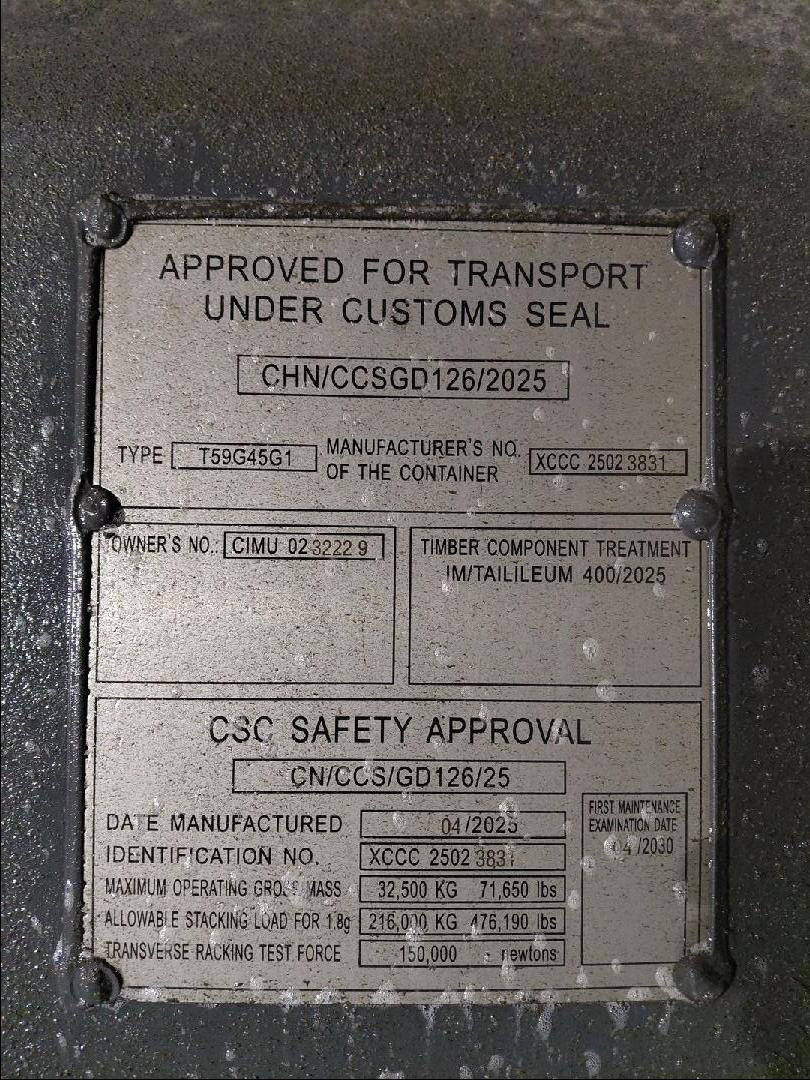 APPROVED FOR TRANSPORT
UNDER CUSTOMS SEAL
CHN/CCSGD126/2025
TYPE T59G45G1 MANUFACTURER'S NO. OF THE CONTAINER XCCC 2502 3831
OWNER'S NO. CIMU 02 3222 9
TIMBER COMPONENT TREATMENT
IM/TAILILEUM 400/2025
CSC SAFETY APPROVAL
CN/CCS/GD126/25
DATE MANUFACTURED 04/2025
IDENTIFICATION NO. XCCC 2502 3831
MAXIMUM OPERATING GROSS MASS 32,500 KG 71,650 lbs
ALLOWABLE STACKING LOAD FOR 1.8g 216,000 KG 476,190 lbs
TRANSVERSE RACKING TEST FORCE 150,000 newtons
FIRST MAINTENANCE
EXAMINATION DATE
04/2030